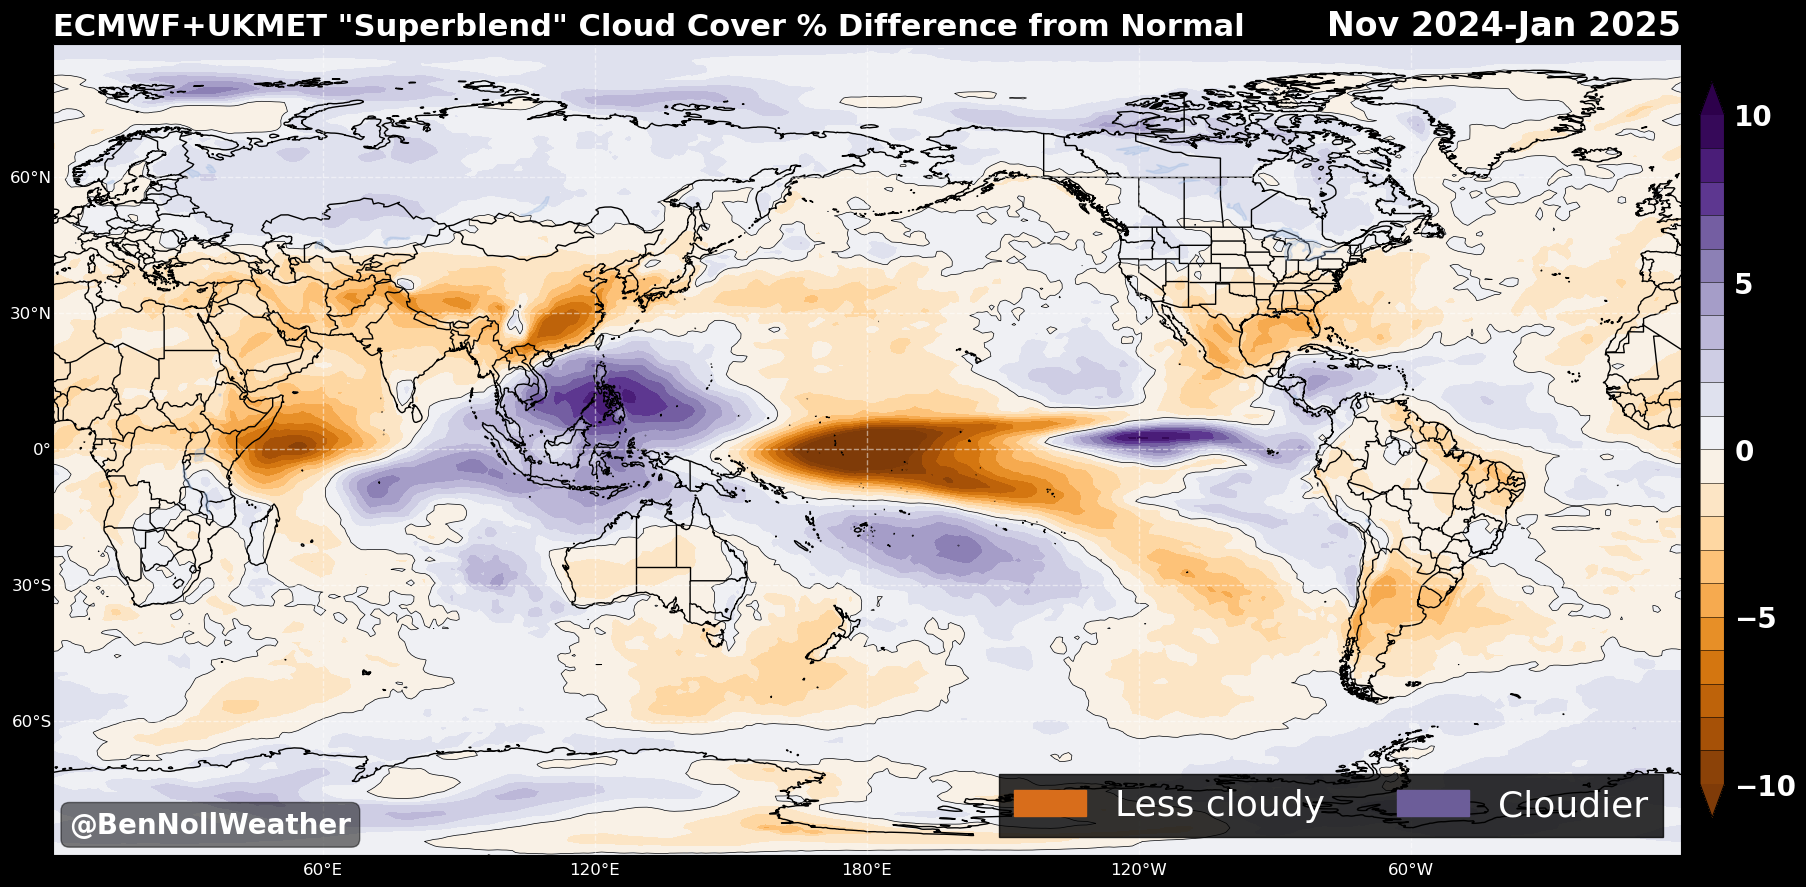 ECMWF+UKMET "Superblend" Cloud Cover % Difference from Normal
Nov 2024-Jan 2025
60°N
30°N
0°
30°S
60°S
10
5
0
−5
−10
@BenNollWeather
Less cloudy
Cloudier
60°E
120°E
180°E
120°W
60°W